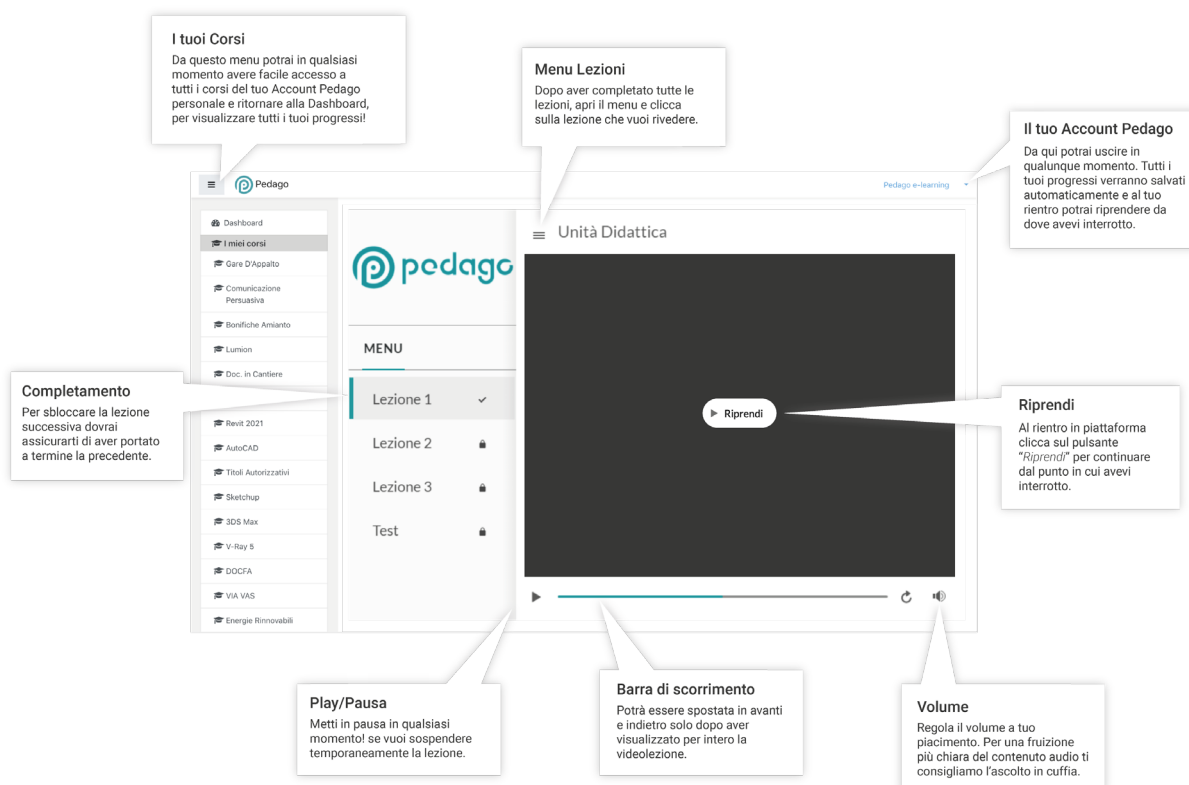 I tuoi Corsi
Da questo menu potrai in qualsiasi
momento avere facile accesso a
tutti i corsi del tuo Account Pedago
personale e ritornare alla Dashboard,
per visualizzare tutti i tuoi progressi!
Menu Lezioni
Dopo aver completato tutte le
lezioni, apri il menu e clicca
sulla lezione che vuoi rivedere.
Il tuo Account Pedago
Da qui potrai uscire in
qualunque momento. Tutti i
tuoi progressi verranno salvati
automaticamente e al tuo
rientro potrai riprendere da
dove avevi interrotto.
Pedago
Pedago e-learning
Dashboard
I miei corsi
Gare D'Appalto
Comunicazione
Persuasiva
Bonifiche Amianto
Lumion
Doc. in Cantiere
Revit 2021
AutoCAD
Titoli Autorizzativi
Sketchup
3DS Max
V-Ray 5
DOCFA
VIA VAS
Energie Rinnovabili
pedago
MENU
Lezione 1
Lezione 2
Lezione 3
Test
Unità Didattica
Riprendi
Completamento
Per sbloccare la lezione
successiva dovrai
assicurarti di aver portato
a termine la precedente.
Riprendi
Al rientro in piattaforma
clicca sul pulsante
“Riprendi” per continuare
dal punto in cui avevi
interrotto.
Play/Pausa
Metti in pausa in qualsiasi
momento! se vuoi sospendere
temporaneamente la lezione.
Barra di scorrimento
Potrà essere spostata in avanti
e indietro solo dopo aver
visualizzato per intero la
videolezione.
Volume
Regola il volume a tuo
piacimento. Per una fruizione
più chiara del contenuto audio ti
consigliamo l’ascolto in cuffia.